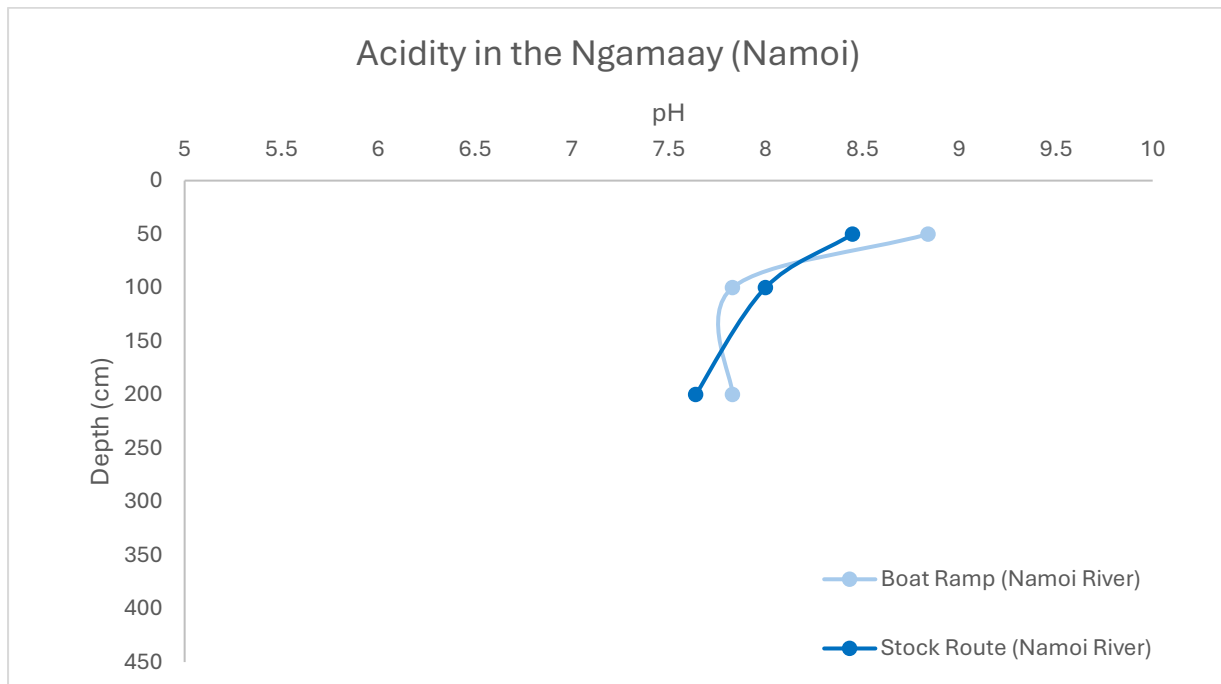 Acidity in the Ngamaay (Namoi)
pH
5 5.5 6 6.5 7 7.5 8 8.5 9 9.5 10
0
50
100
150
200
250
300
350
400
450
Depth (cm)
Boat Ramp (Namoi River)
Stock Route (Namoi River)